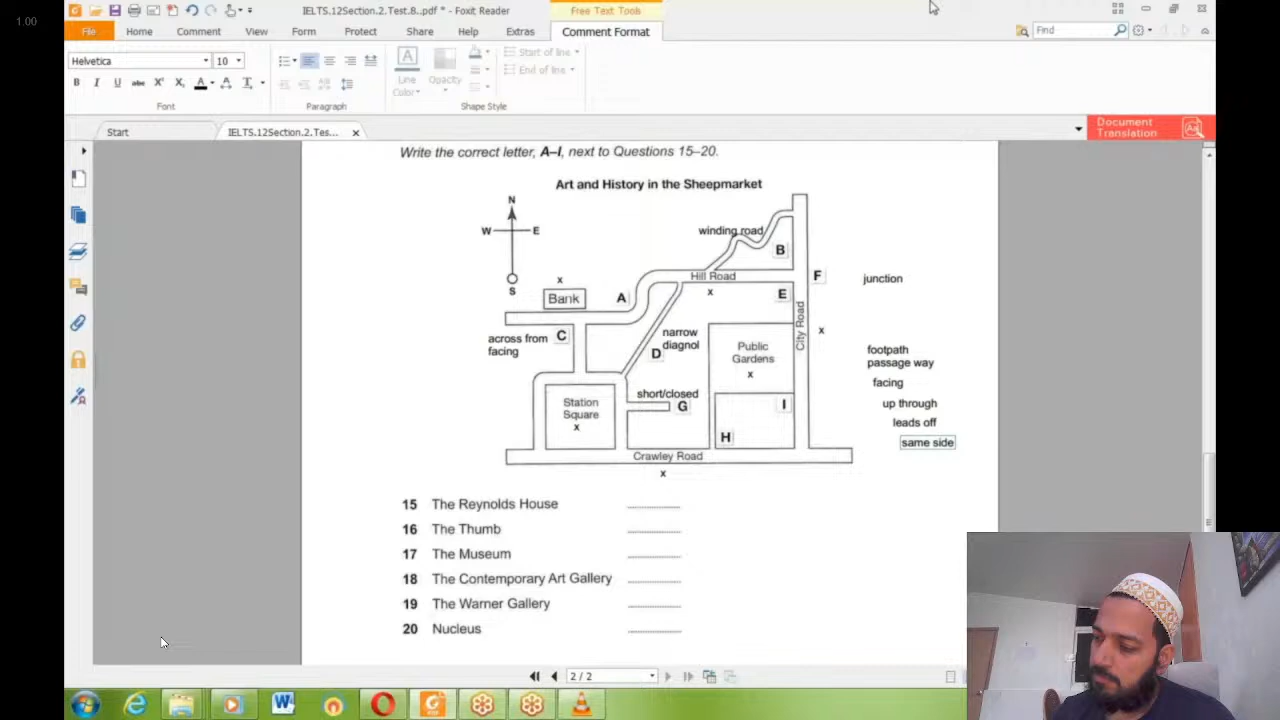 1.00
IELTS.12Section.2.Test.8..pdf * - Foxit Reader
Free Text Tools
File Home Comment View Form Protect Share Help Extras Comment Format
Find
Helvetica 10
Start of line
End of line
Line Color
Opacity
B I U abc X² X₂ A A T
Font Paragraph Shape Style
Start
IELTS.12Section.2.Tes...
Document Translation
Write the correct letter, A–I, next to Questions 15–20.
Art and History in the Sheepmarket
N
W E
S
winding road
B
Hill Road
F
junction
x
Bank
A
x
E
City Road
x
across from
facing
C
narrow
diagnol
D
Public
Gardens
x
footpath
passage way
facing
short/closed
G
I
up through
Station
Square
x
leads off
H
same side
Crawley Road
x
15 The Reynolds House
16 The Thumb
17 The Museum
18 The Contemporary Art Gallery
19 The Warner Gallery
20 Nucleus
2 / 2